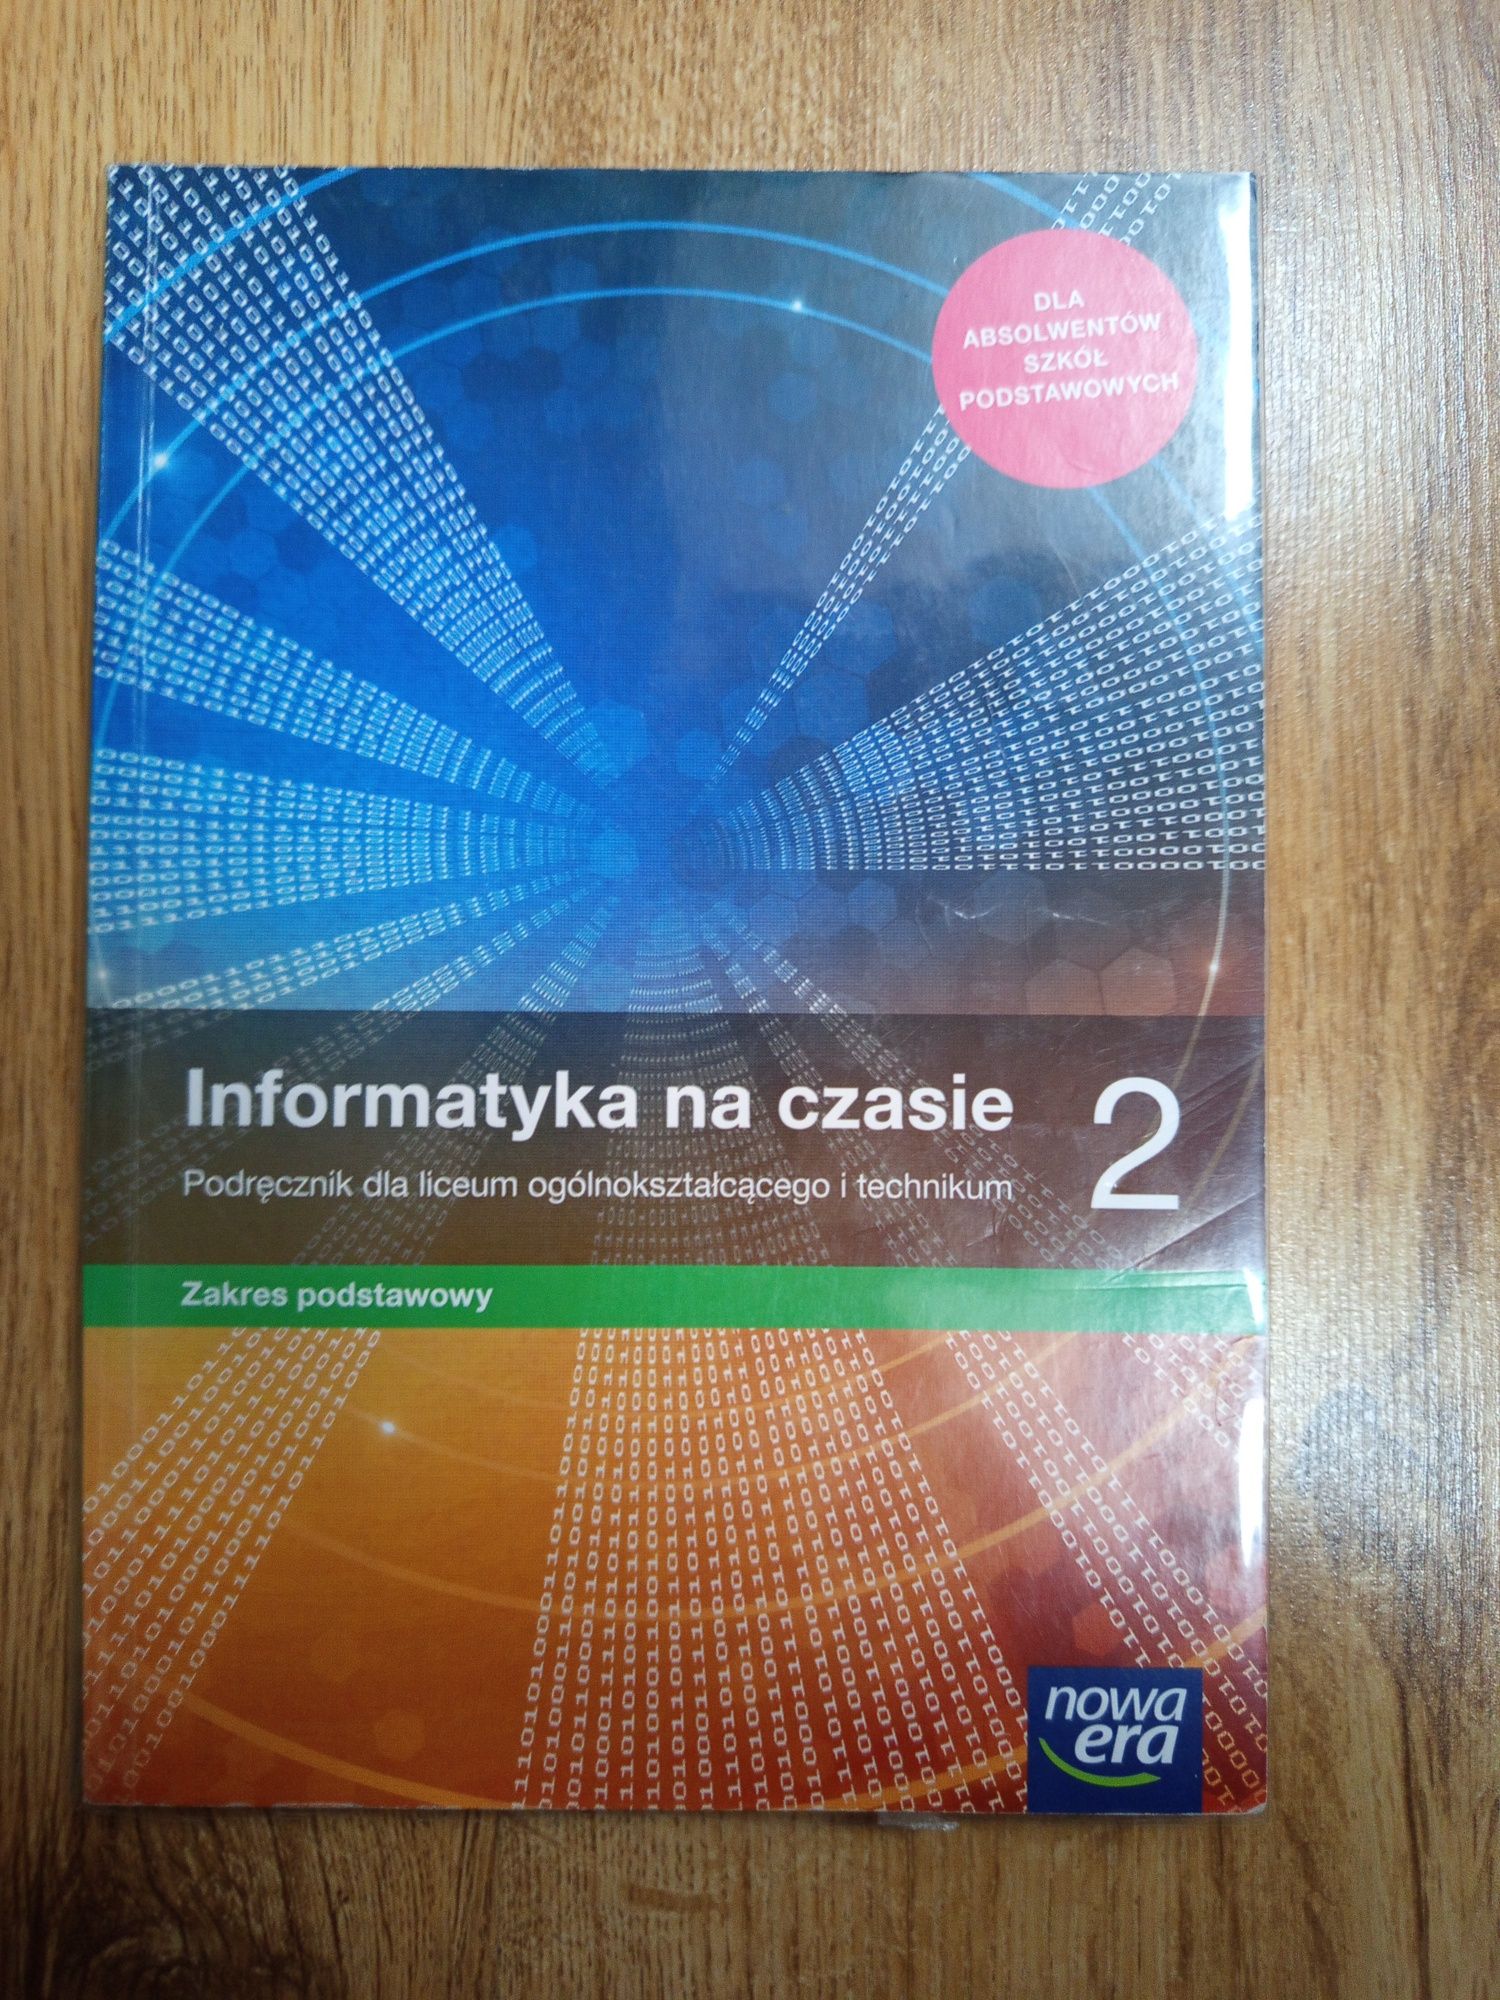 DLA
ABSOLWENTÓW
SZKÓŁ
PODSTAWOWYCH
Informatyka na czasie 2
Podręcznik dla liceum ogólnokształcącego i technikum
Zakres podstawowy
nowa
era